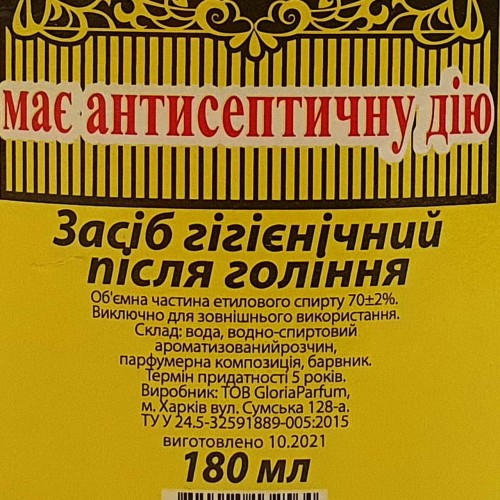 має антисептичну дію
Засіб гігієнічний
після гоління
Об'ємна частина етилового спирту 70±2%.
Виключно для зовнішнього використання.
Склад: вода, водно-спиртовий
ароматизованийрозчин,
парфумерна композиція, барвник.
Термін придатності 5 років.
Виробник: ТОВ GloriaParfum,
м. Харків вул. Сумська 128-а.
ТУ У 24.5-32591889-005:2015
виготовлено 10.2021
180 мл